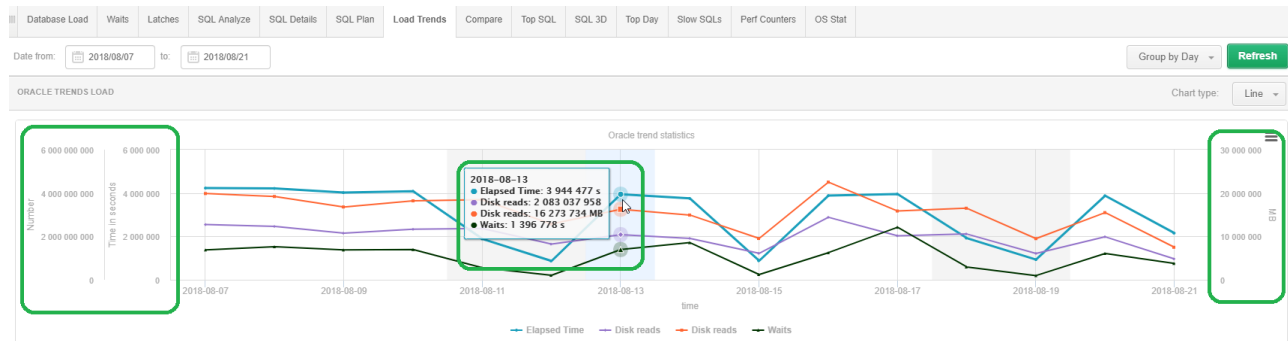 Database Load Waits Latches SQL Analyze SQL Details SQL Plan Load Trends Compare Top SQL SQL 3D Top Day Slow SQLs Perf Counters OS Stat
Date from: 2018/08/07 to: 2018/08/21 Group by Day Refresh
ORACLE TRENDS LOAD Chart type: Line
Oracle trend statistics
6 000 000 000 6 000 000 30 000 000
4 000 000 000 4 000 000 20 000 000
2 000 000 000 2 000 000 10 000 000
0 0 0
Number
Time in seconds
MB
2018-08-13
Elapsed Time: 3 944 477 s
Disk reads: 2 083 037 958
Disk reads: 16 273 734 MB
Waits: 1 396 778 s
2018-08-07 2018-08-09 2018-08-11 2018-08-13 2018-08-15 2018-08-17 2018-08-19 2018-08-21
time
Elapsed Time Disk reads Disk reads Waits